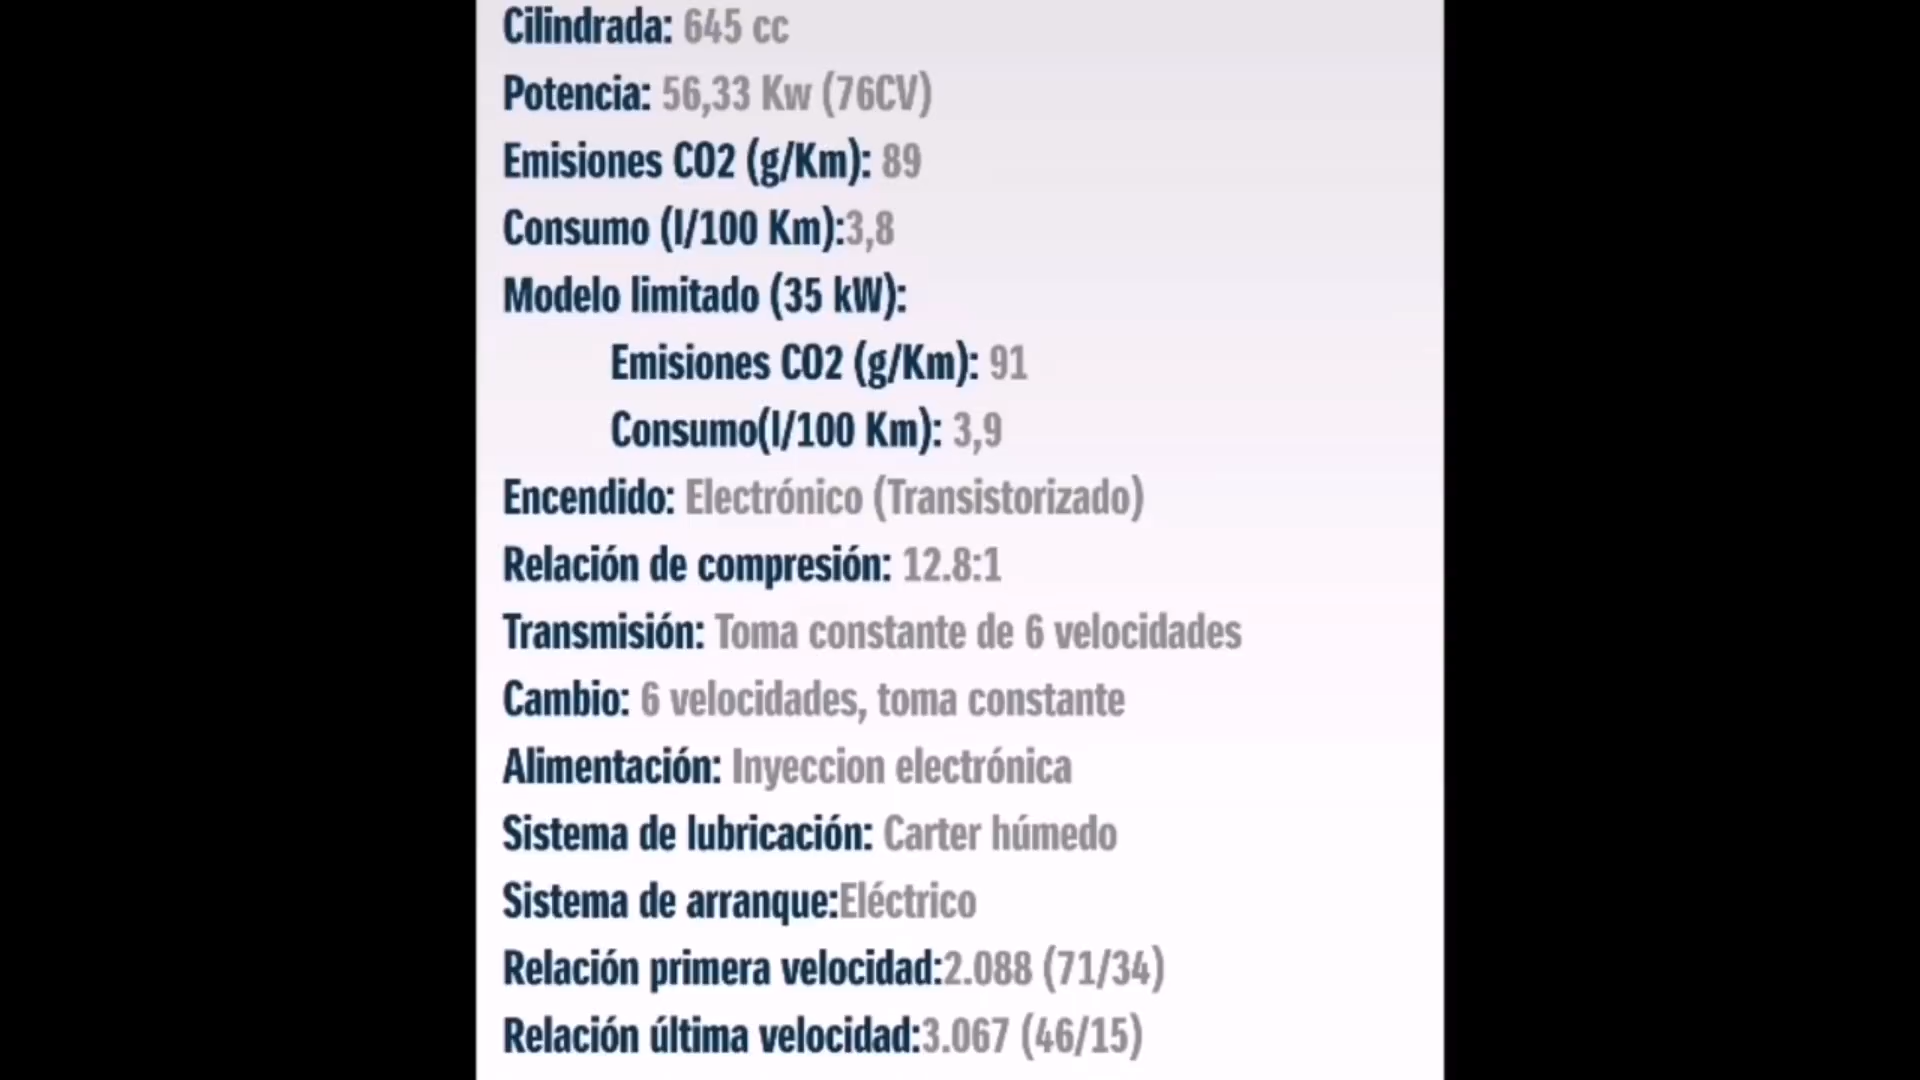 Cilindrada: 645 cc
Potencia: 56,33 Kw (76CV)
Emisiones CO2 (g/Km): 89
Consumo (l/100 Km):3,8
Modelo limitado (35 kW):
Emisiones CO2 (g/Km): 91
Consumo(l/100 Km): 3,9
Encendido: Electrónico (Transistorizado)
Relación de compresión: 12.8:1
Transmisión: Toma constante de 6 velocidades
Cambio: 6 velocidades, toma constante
Alimentación: Inyeccion electrónica
Sistema de lubricación: Carter húmedo
Sistema de arranque:Eléctrico
Relación primera velocidad:2.088 (71/34)
Relación última velocidad:3.067 (46/15)